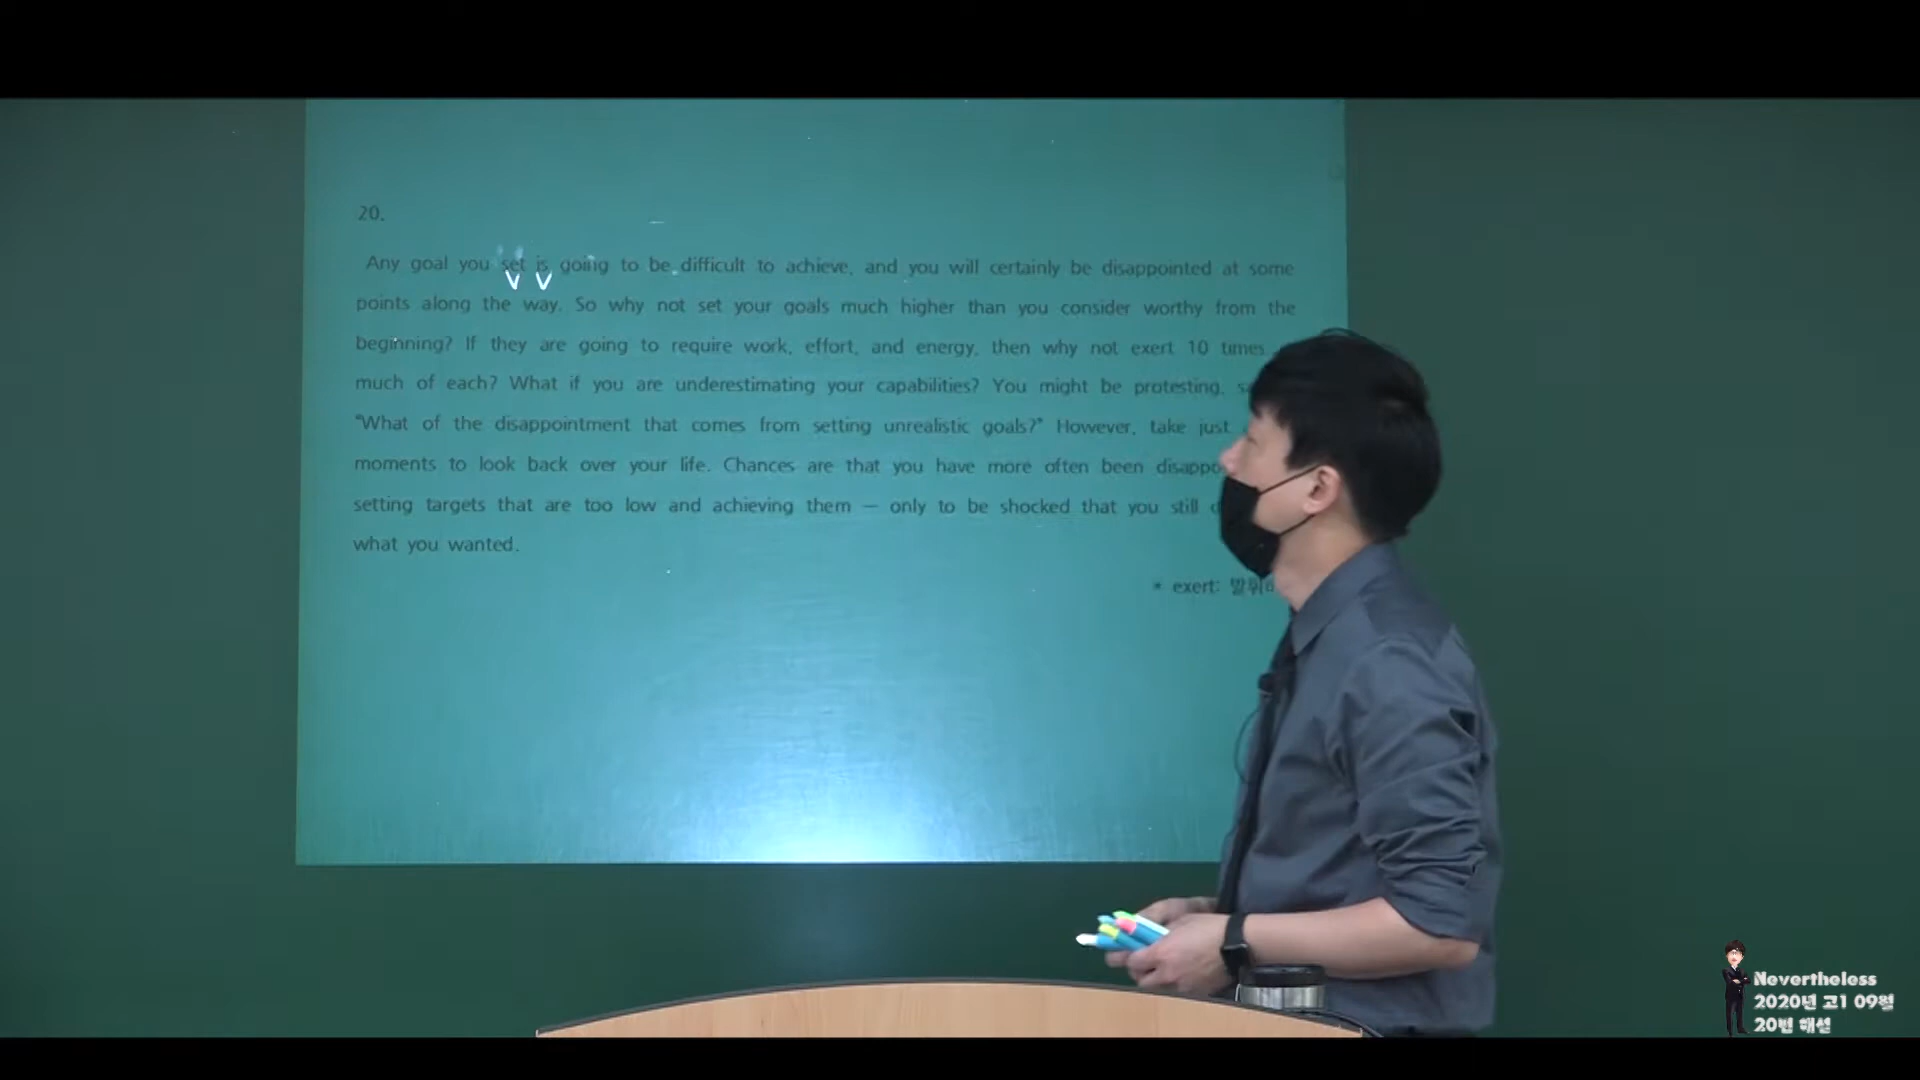 20.
Any goal you set is going to be difficult to achieve, and you will certainly be disappointed at some
V V
points along the way. So why not set your goals much higher than you consider worthy from the
beginning? If they are going to require work, effort, and energy, then why not exert 10 times
much of each? What if you are underestimating your capabilities? You might be protesting,
"What of the disappointment that comes from setting unrealistic goals?" However, take just
moments to look back over your life. Chances are that you have more often been
setting targets that are too low and achieving them — only to be shocked that you still
what you wanted.
* exert:
Nevertheless
2020년 고1 09월
20번 해설